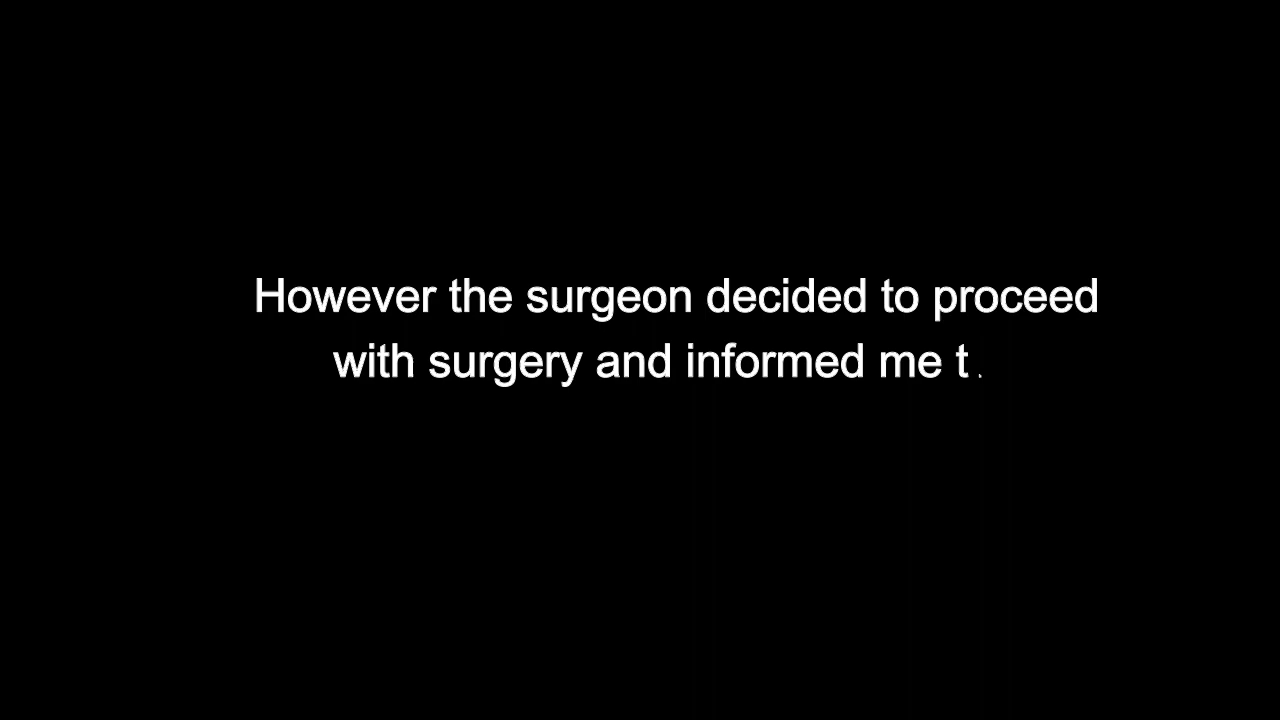 However the surgeon decided to proceed
with surgery and informed me t